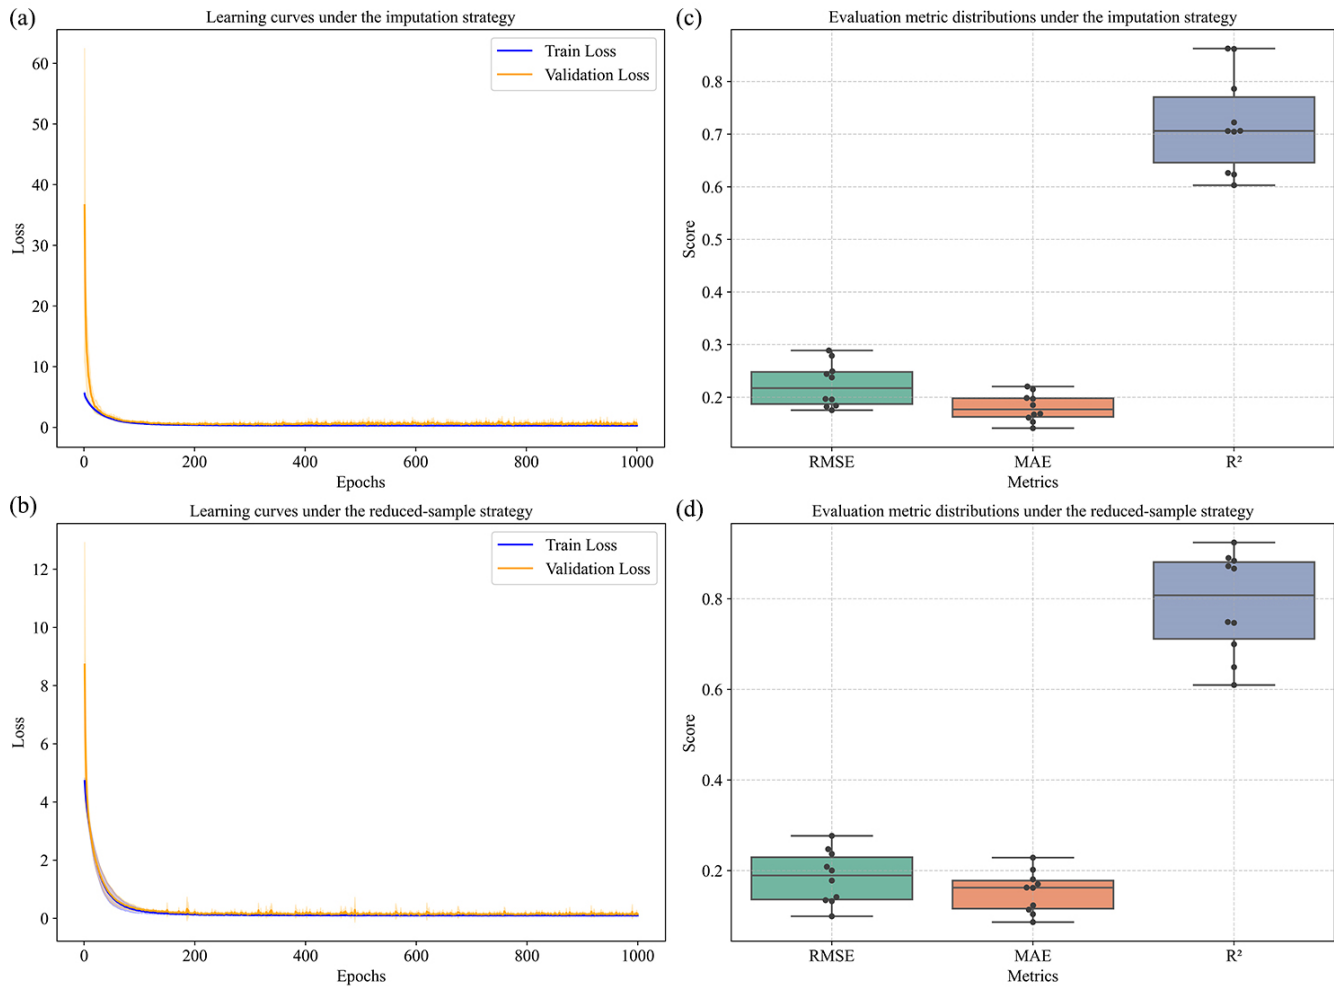 (a)
Learning curves under the imputation strategy
Train Loss
Validation Loss
60
50
40
30
20
10
0
Loss
0
200
400
600
800
1000
Epochs
(c)
Evaluation metric distributions under the imputation strategy
0.8
0.7
0.6
0.5
0.4
0.3
0.2
Score
RMSE
MAE
R²
Metrics
(b)
Learning curves under the reduced-sample strategy
Train Loss
Validation Loss
12
10
8
6
4
2
0
Loss
0
200
400
600
800
1000
Epochs
(d)
Evaluation metric distributions under the reduced-sample strategy
0.8
0.6
0.4
0.2
Score
RMSE
MAE
R²
Metrics